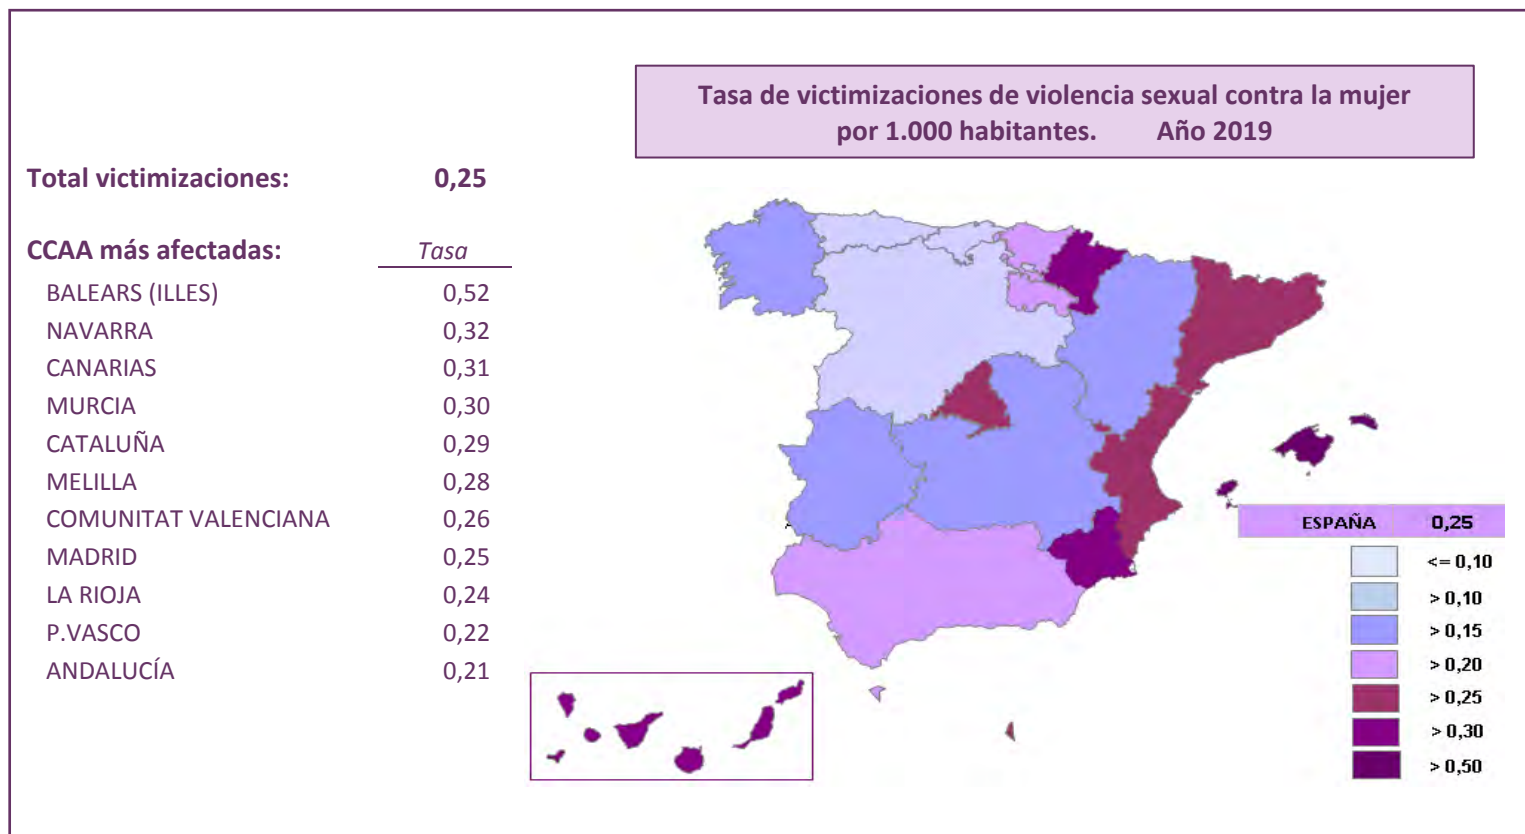 Tasa de victimizaciones de violencia sexual contra la mujer
por 1.000 habitantes. Año 2019
Total victimizaciones: 0,25
CCAA más afectadas: Tasa
BALEARS (ILLES) 0,52
NAVARRA 0,32
CANARIAS 0,31
MURCIA 0,30
CATALUÑA 0,29
MELILLA 0,28
COMUNITAT VALENCIANA 0,26
MADRID 0,25
LA RIOJA 0,24
P.VASCO 0,22
ANDALUCÍA 0,21
ESPAÑA 0,25
<= 0,10
> 0,10
> 0,15
> 0,20
> 0,25
> 0,30
> 0,50